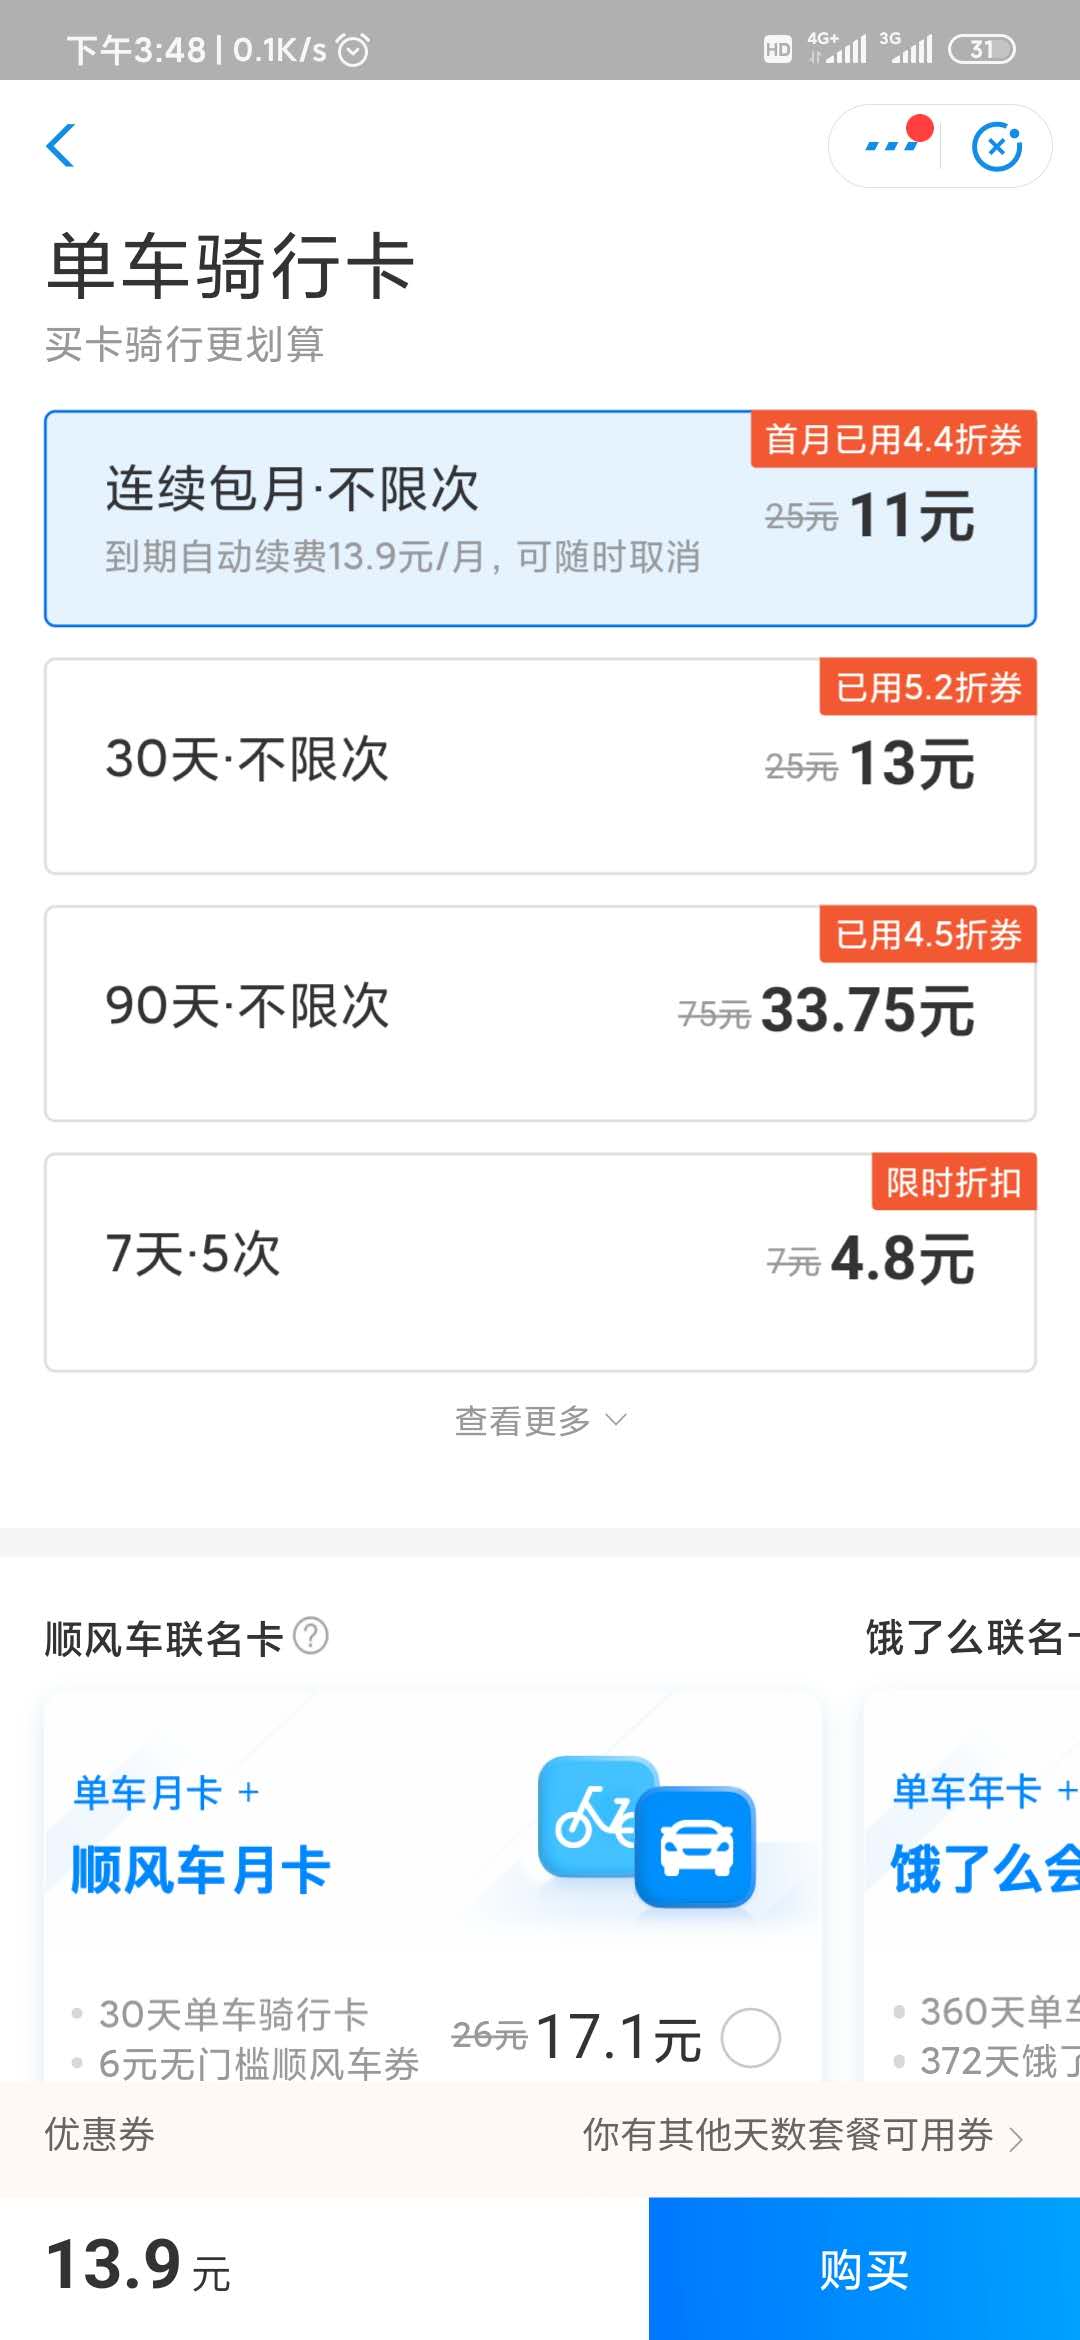 下午3:48 | 0.1K/s
HD 4G+ 3G 31
单车骑行卡
买卡骑行更划算
首月已用4.4折券
连续包月·不限次
25元 11元
到期自动续费13.9元/月, 可随时取消
已用5.2折券
30天·不限次
25元 13元
已用4.5折券
90天·不限次
75元 33.75元
限时折扣
7天·5次
7元 4.8元
查看更多
顺风车联名卡 ?
饿了么联名
单车月卡 +
顺风车月卡
单车年卡 +
饿了么会
30天单车骑行卡
6元无门槛顺风车券
26元 17.1元
360天单车
372天饿了
优惠券
你有其他天数套餐可用券
13.9 元
购买